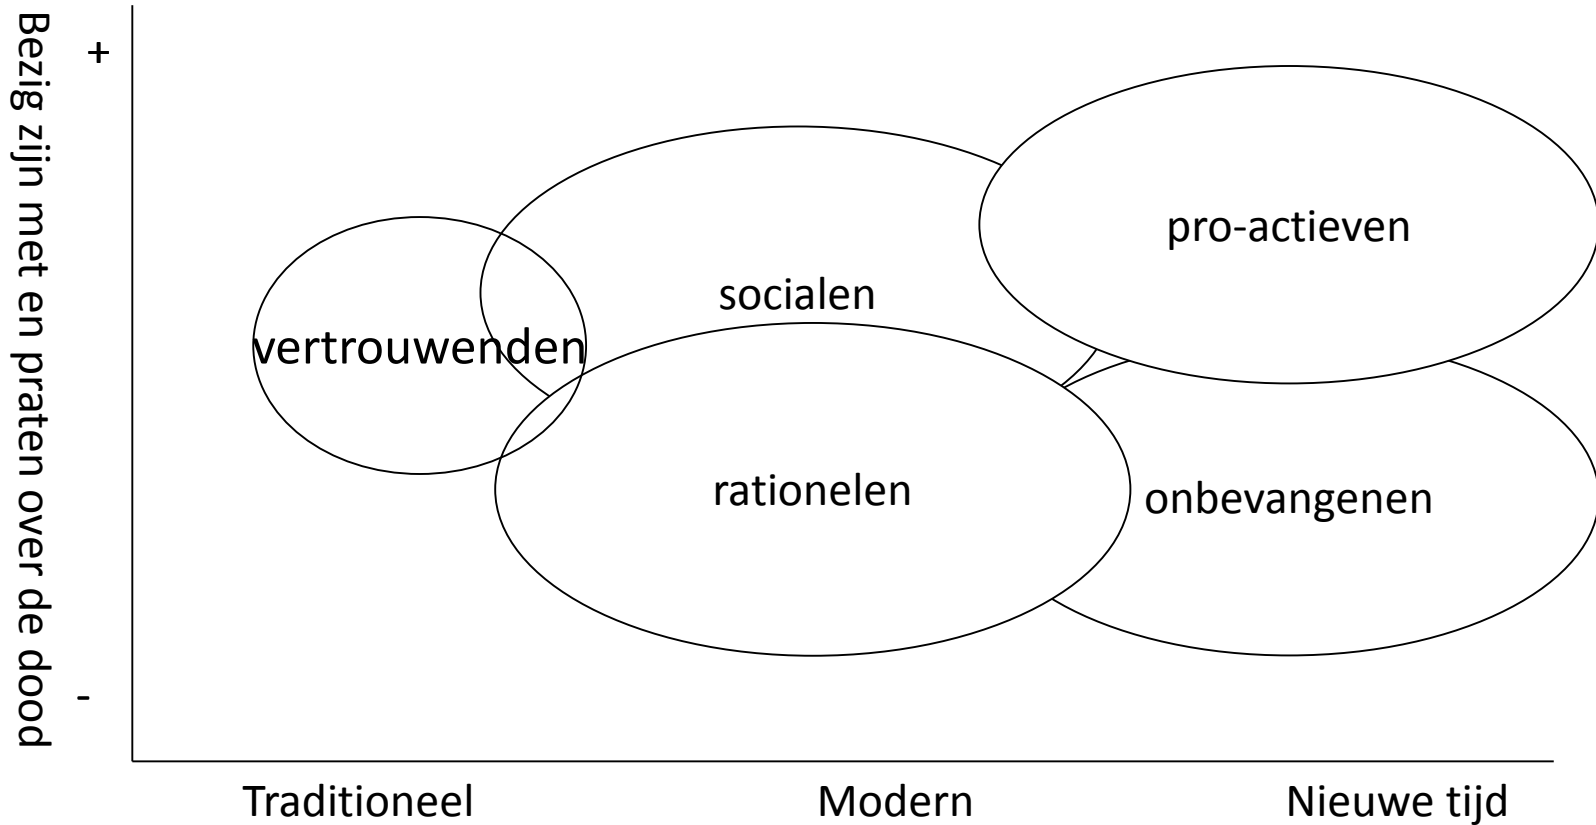 Bezig zijn met en praten over de dood
+
pro-actieven
socialen
vertrouwenden
rationelen
onbevangenen
-
Traditioneel
Modern
Nieuwe tijd